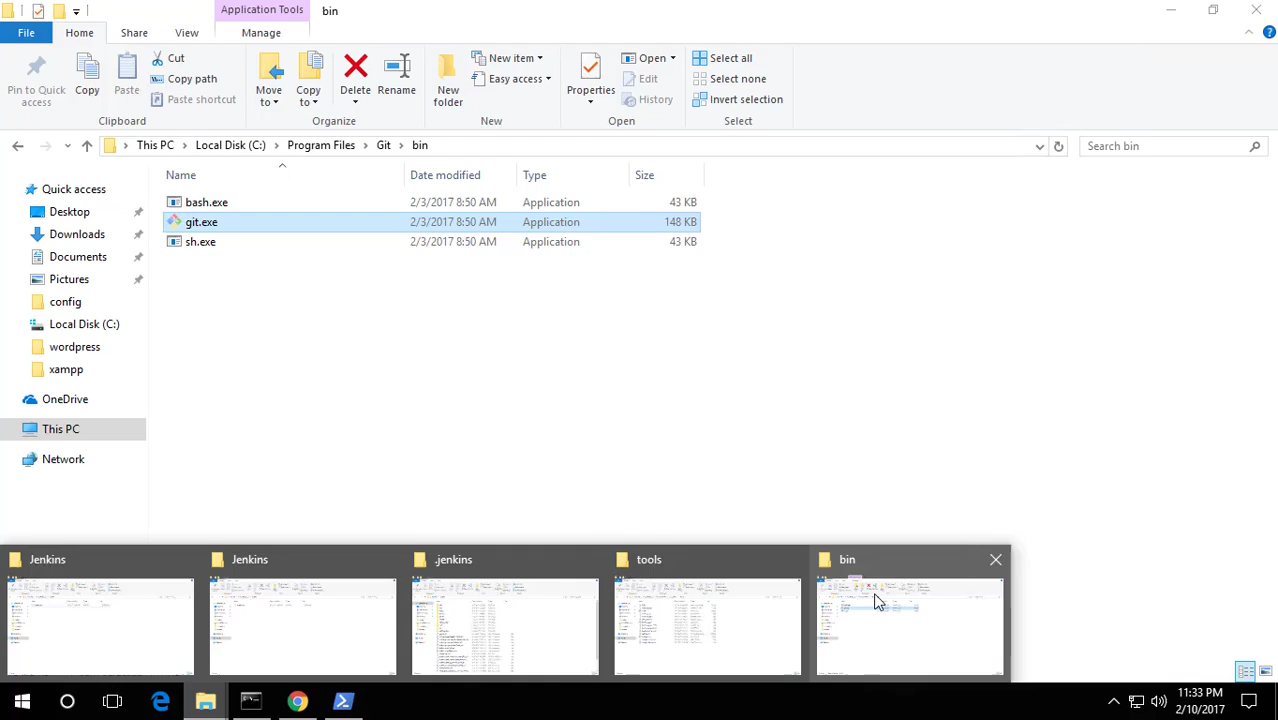 Application Tools
bin
File
Home
Share
View
Manage
Pin to Quick access
Copy
Paste
Cut
Copy path
Paste shortcut
Clipboard
Move to
Copy to
Delete
Rename
Organize
New folder
New item
Easy access
New
Properties
Open
Edit
History
Open
Select all
Select none
Invert selection
Select
This PC
Local Disk (C:)
Program Files
Git
bin
Search bin
Name
Date modified
Type
Size
bash.exe
2/3/2017 8:50 AM
Application
43 KB
git.exe
2/3/2017 8:50 AM
Application
148 KB
sh.exe
2/3/2017 8:50 AM
Application
43 KB
Quick access
Desktop
Downloads
Documents
Pictures
config
Local Disk (C:)
wordpress
xampp
OneDrive
This PC
Network
Jenkins
Jenkins
.jenkins
tools
bin
11:33 PM
2/10/2017